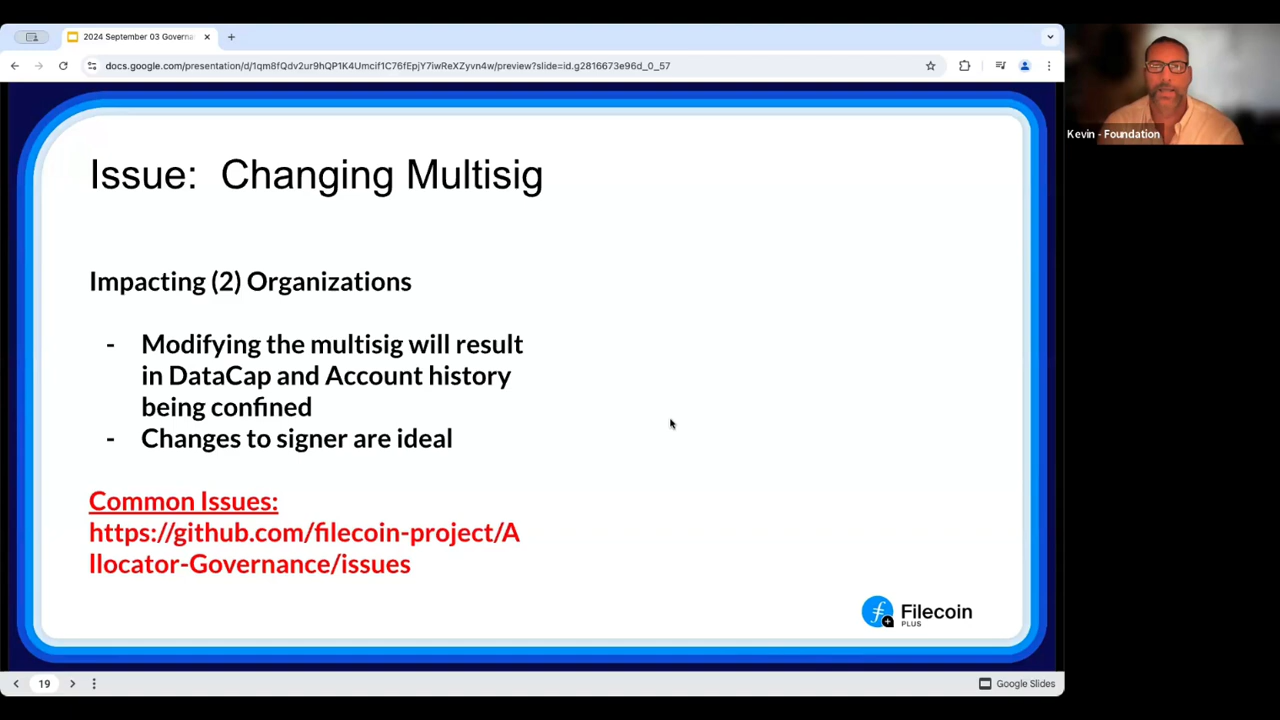 2024 September 03 Governa
docs.google.com/presentation/d/1qm8fQdv2ur9hQP1K4Umcif1C76fEpjY7iwReXZyvn4w/preview?slide=id.g2816673e96d_0_57
Kevin - Foundation
Issue: Changing Multisig
Impacting (2) Organizations
- Modifying the multisig will result
in DataCap and Account history
being confined
- Changes to signer are ideal
Common Issues:
https://github.com/filecoin-project/A
llocator-Governance/issues
Filecoin
PLUS
19
Google Slides